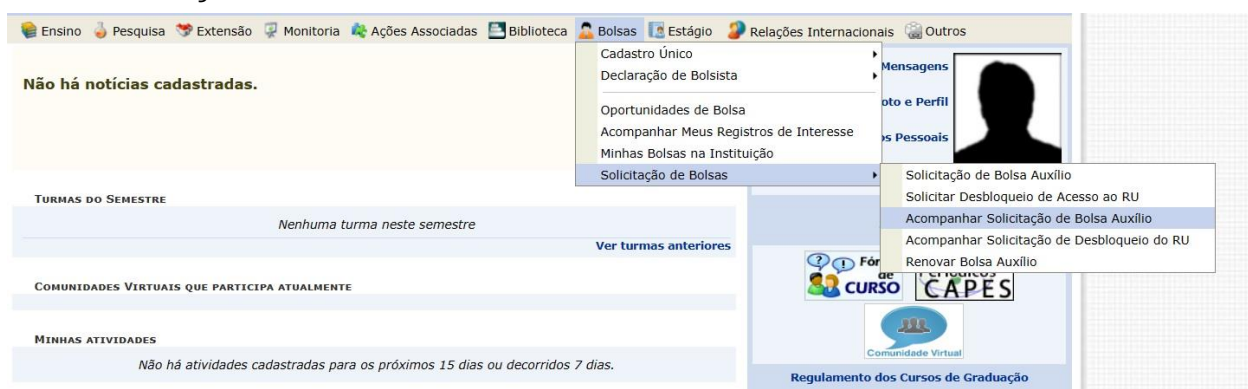 Ensino Pesquisa Extensão Monitoria Ações Associadas Biblioteca Bolsas Estágio Relações Internacionais Outros
Cadastro Único
Declaração de Bolsista
Oportunidades de Bolsa
Acompanhar Meus Registros de Interesse
Minhas Bolsas na Instituição
Solicitação de Bolsas
Solicitação de Bolsa Auxílio
Solicitar Desbloqueio de Acesso ao RU
Acompanhar Solicitação de Bolsa Auxílio
Acompanhar Solicitação de Desbloqueio do RU
Renovar Bolsa Auxílio
Não há notícias cadastradas.
Mensagens
oto e Perfil
os Pessoais
TURMAS DO SEMESTRE
Nenhuma turma neste semestre
Ver turmas anteriores
COMUNIDADES VIRTUAIS QUE PARTICIPA ATUALMENTE
MINHAS ATIVIDADES
Não há atividades cadastradas para os próximos 15 dias ou decorridos 7 dias.
Fór
de
CURSO
Periódicos
CAPES
Comunidade Virtual
Regulamento dos Cursos de Graduação